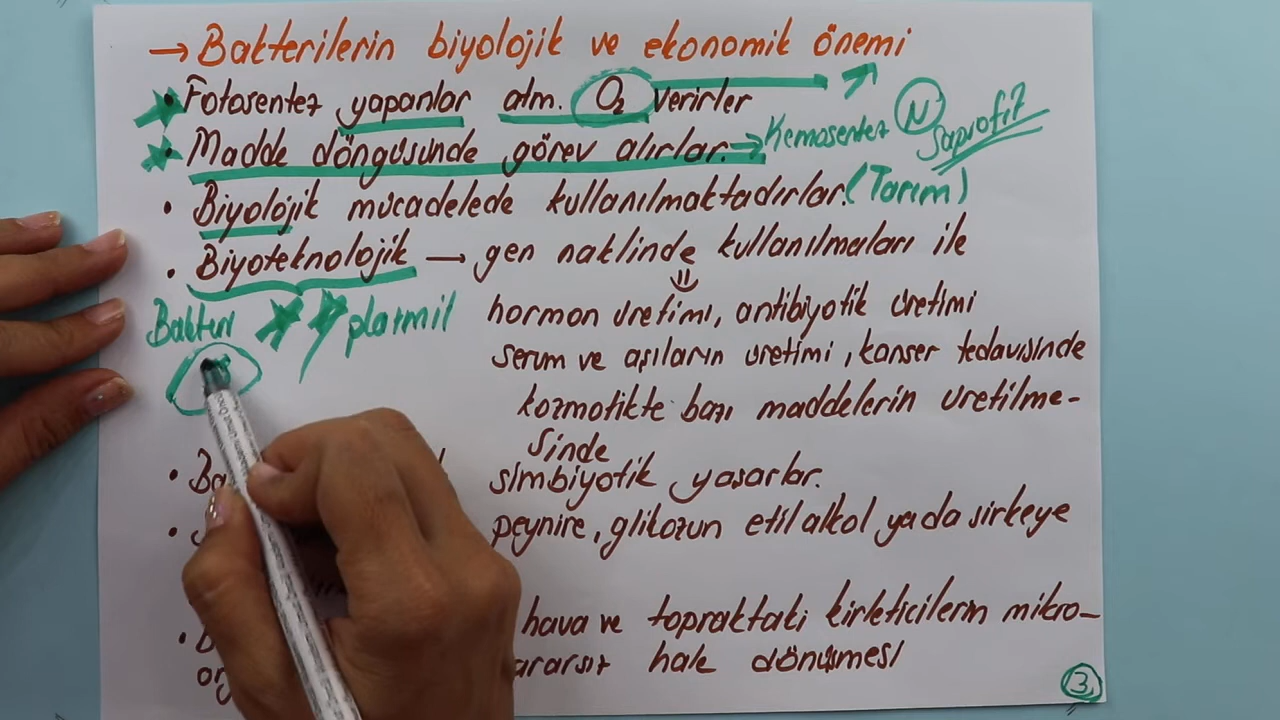 → Bakterilerin biyolojik ve ekonomik önemi
• Fotosentez yapanlar atm. O₂ verirler
• Madde döngüsünde görev alırlar. → Kemosentez N Saprofit
• Biyolojik mücadelede kullanılmaktadırlar. (Tarım)
• Biyoteknolojik → gen naklinde kullanılmaları ile
Bakteri plazmit
hormon üretimi, antibiyotik üretimi
serum ve aşıların üretimi, kanser tedavisinde
kozmotikte bazı maddelerin üretilme-
sinde
• simbiyotik yaşarlar.
• peynire, glikozun etil alkol ya da sirkeye
• hava ve topraktaki kirleticilerin mikro-
hale dönüşmesi
3